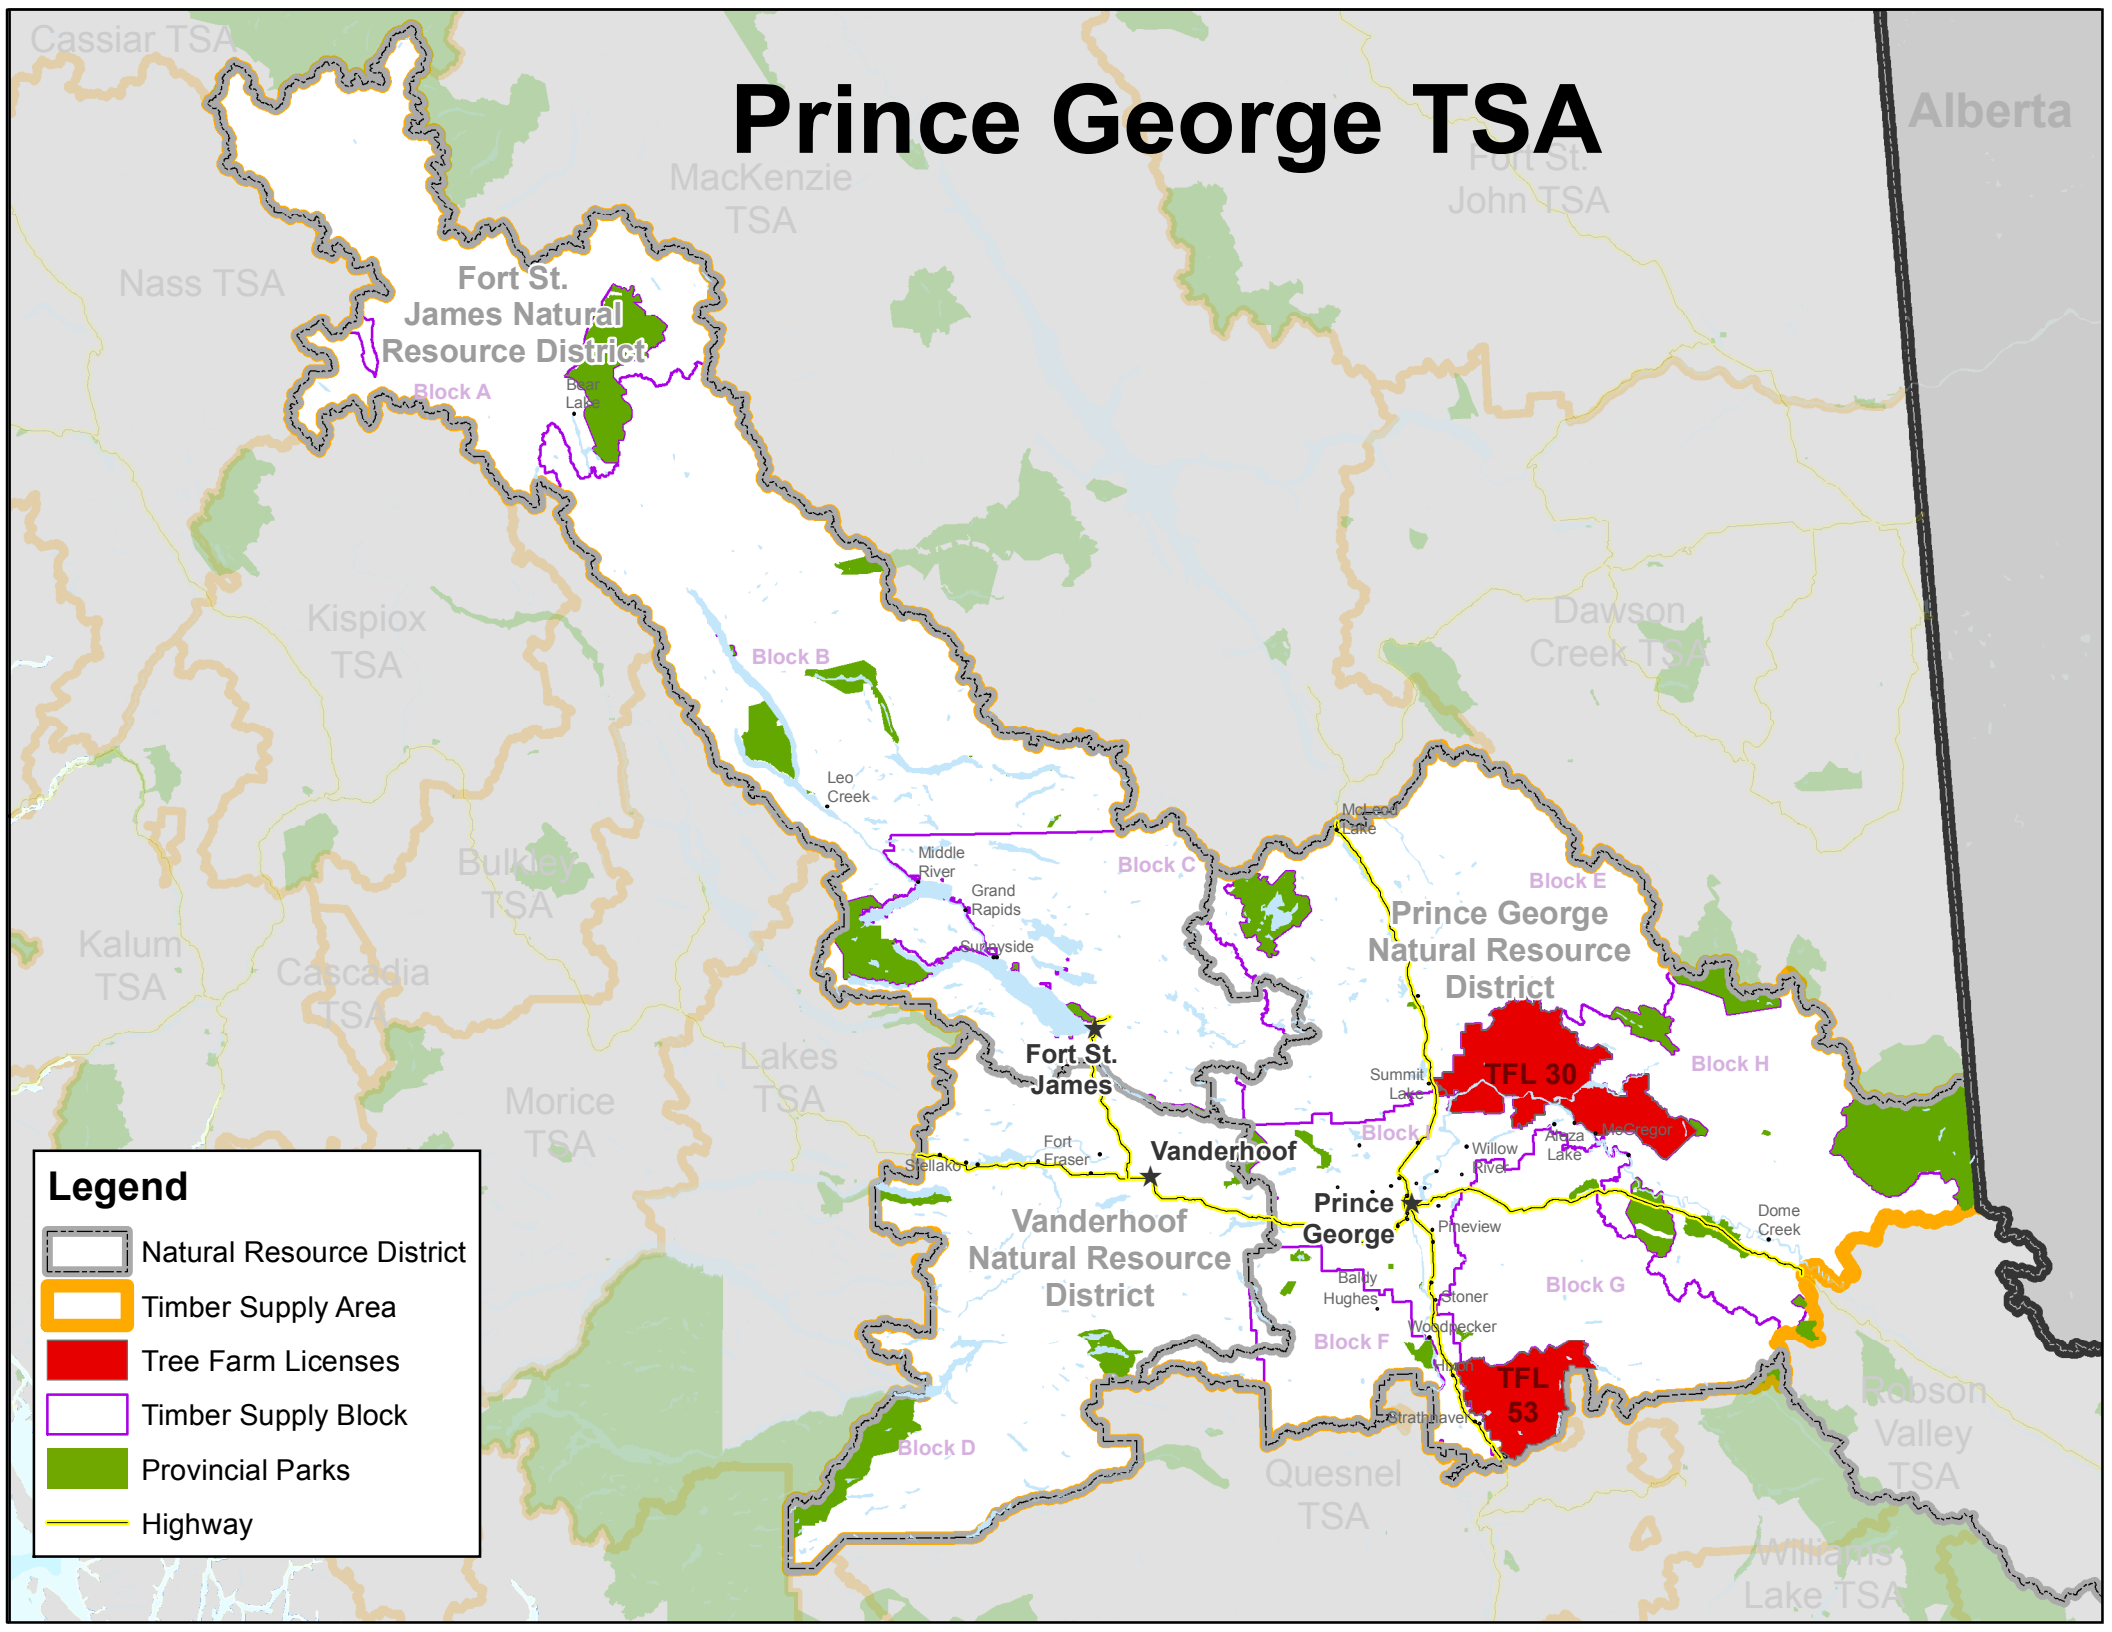 Prince George TSA
Cassiar TSA
Alberta
MacKenzie
TSA
Fort St.
John TSA
Nass TSA
Fort St.
James Natural
Resource District
Block A
Bear
Lake
Kispiox
TSA
Dawson
Creek TSA
Block B
Leo
Creek
McLeod
Lake
Middle
River
Block C
Grand
Rapids
Sunnyside
Block E
Prince George
Natural Resource
District
Bulkley
TSA
Kalum
TSA
Cascadia
TSA
Lakes
TSA
Morice
TSA
Fort St.
James
Summit
Lake
TFL 30
Block H
Block I
Aleza
Lake
McGregor
Willow
River
Fort
Fraser
Stellako
Vanderhoof
Prince
George
Pineview
Dome
Creek
Vanderhoof
Natural Resource
District
Baldy
Hughes
Stoner
Block G
Woodpecker
Block F
Hixon
TFL
53
Strathnaver
Block D
Quesnel
TSA
Robson
Valley
TSA
Williams
Lake TSA
Legend
Natural Resource District
Timber Supply Area
Tree Farm Licenses
Timber Supply Block
Provincial Parks
Highway